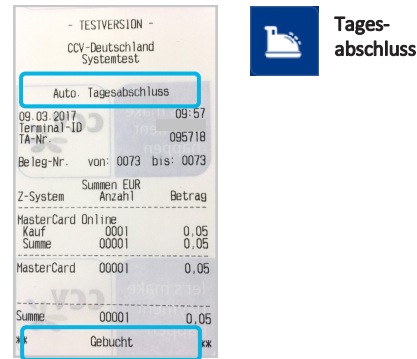 - TESTVERSION -
CCV-Deutschland
Systemtest
Auto. Tagesabschluss
09.03.2017 09:57
Terminal-ID
TA-Nr. 095718
Beleg-Nr. von: 0073 bis: 0073
Summen EUR
Z-System Anzahl Betrag
MasterCard Online
Kauf 0001 0,05
Summe 00001 0,05
MasterCard 00001 0,05
Summe 00001 0,05
** Gebucht **
Tages-
abschluss